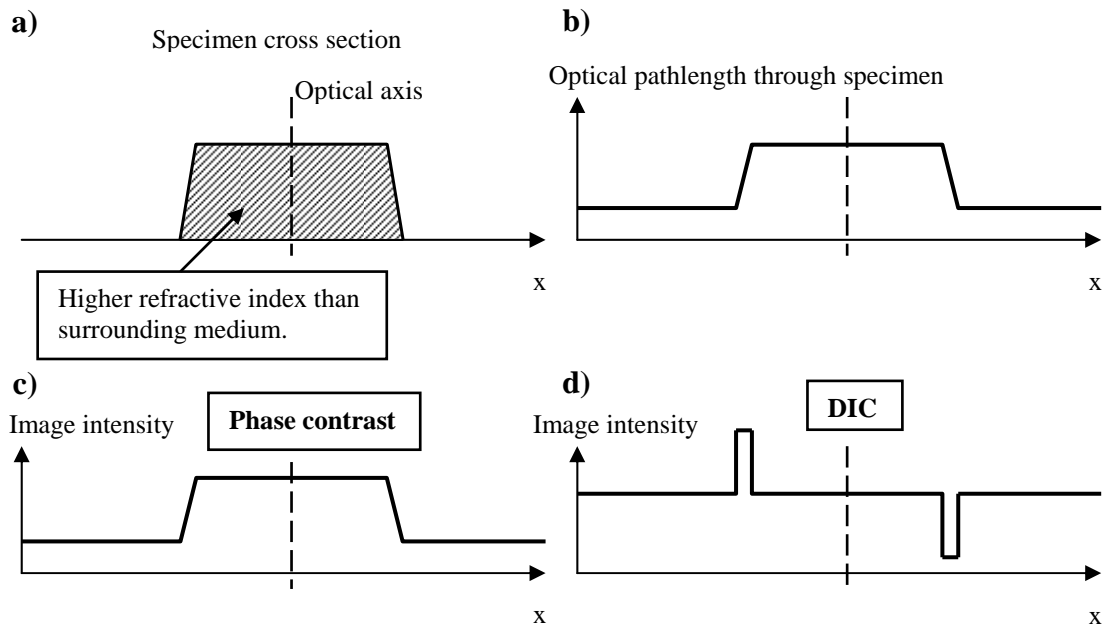 a)
Specimen cross section
Optical axis
Higher refractive index than
surrounding medium.
x
b)
Optical pathlength through specimen
x
c)
Phase contrast
Image intensity
x
d)
DIC
Image intensity
x